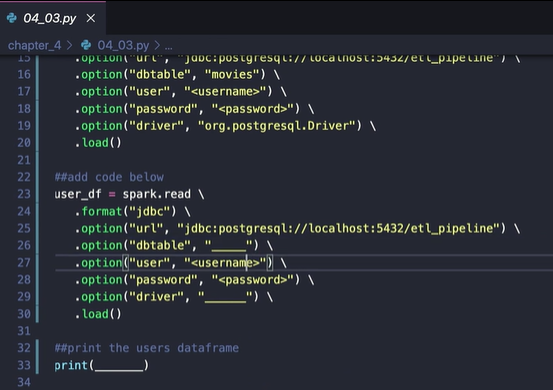 04_03.py ×
chapter_4 > 04_03.py > ...
15 .option("url", "jdbc:postgresql://localhost:5432/etl_pipeline") \
16 .option("dbtable", "movies") \
17 .option("user", "<username>") \
18 .option("password", "<password>") \
19 .option("driver", "org.postgresql.Driver") \
20 .load()
21
22 ##add code below
23 user_df = spark.read \
24 .format("jdbc") \
25 .option("url", "jdbc:postgresql://localhost:5432/etl_pipeline") \
26 .option("dbtable", "_____") \
27 .option("user", "<username>") \
28 .option("password", "<password>") \
29 .option("driver", "______") \
30 .load()
31
32 ##print the users dataframe
33 print(_______)
34